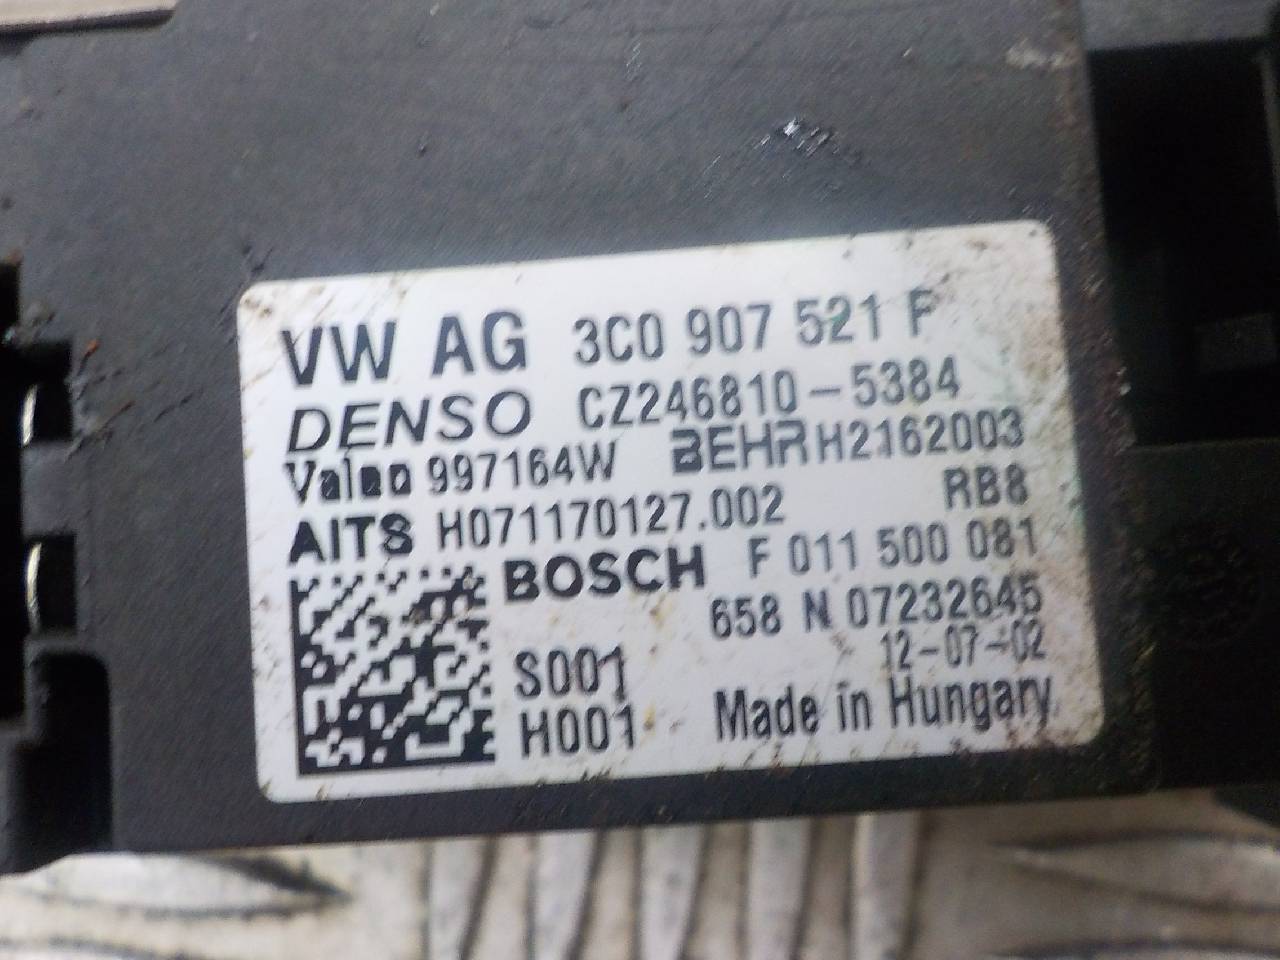 VW AG 3C0 907 521 F
DENSO CZ246810-5384
Valeo 997164W BEHR H2162003
AITS H071170127.002 RB8
BOSCH F 011 500 081
658 N 07232645
S001 12-07-02
H001 Made in Hungary